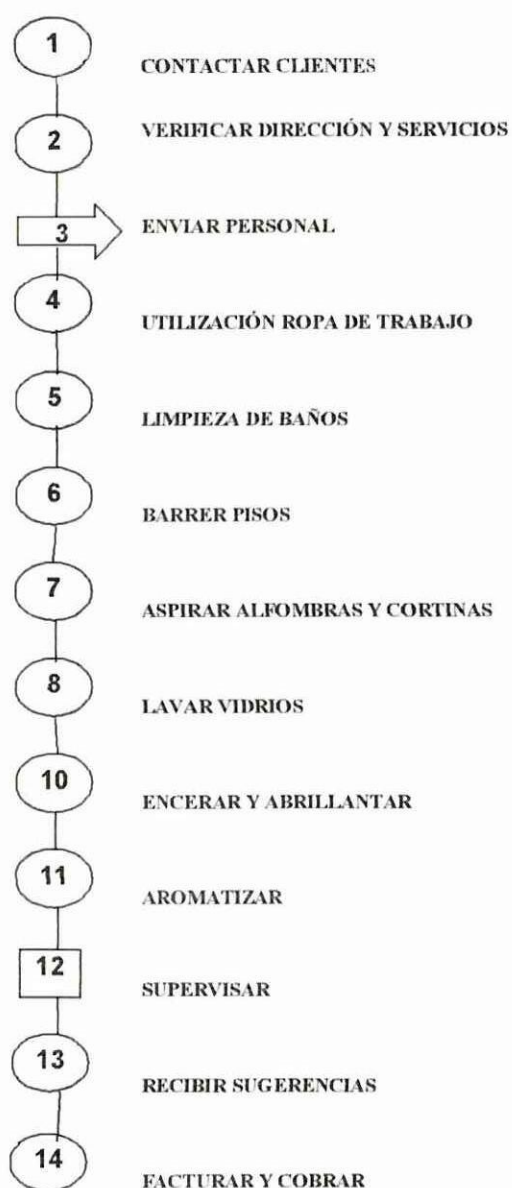 1
CONTACTAR CLIENTES
2
VERIFICAR DIRECCIÓN Y SERVICIOS
3
ENVIAR PERSONAL
4
UTILIZACIÓN ROPA DE TRABAJO
5
LIMPIEZA DE BAÑOS
6
BARRER PISOS
7
ASPIRAR ALFOMBRAS Y CORTINAS
8
LAVAR VIDRIOS
10
ENCERAR Y ABRILLANTAR
11
AROMATIZAR
12
SUPERVISAR
13
RECIBIR SUGERENCIAS
14
FACTURAR Y COBRAR